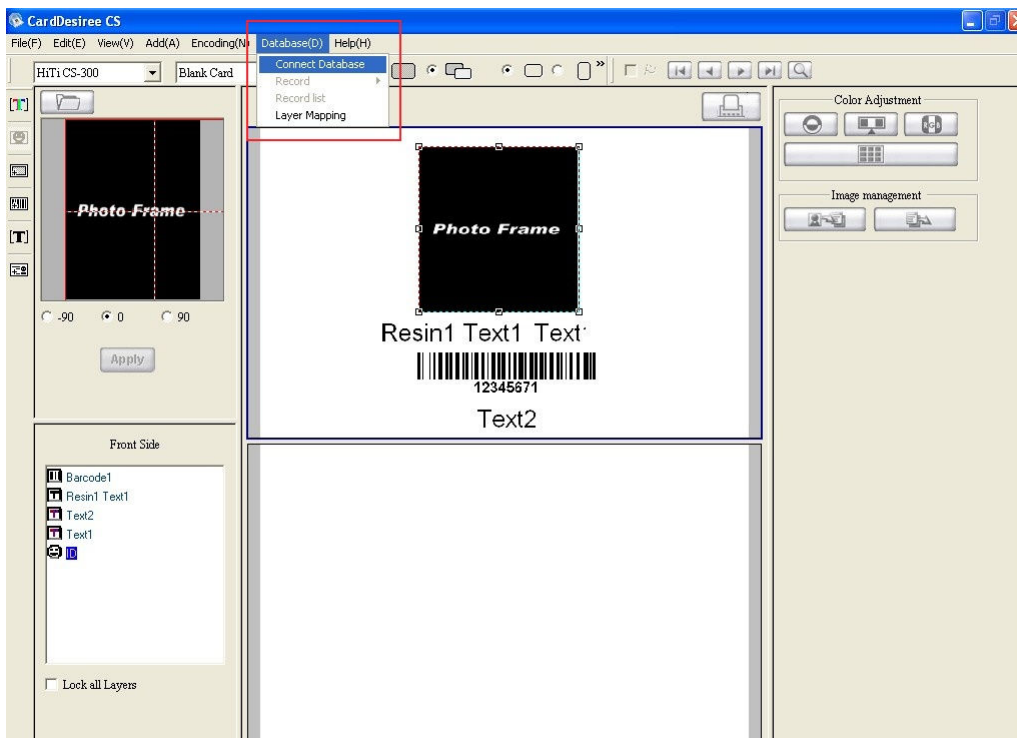 CardDesiree CS
File(F) Edit(E) View(V) Add(A) Encoding(N) Database(D) Help(H)
Connect Database
Record
Record list
Layer Mapping
HiTi CS-300
Blank Card
Photo Frame
-90 0 90
Apply
Front Side
Barcode1
Resin1 Text1
Text2
Text1
ID
Lock all Layers
Photo Frame
Resin1 Text1 Text
12345671
Text2
Color Adjustment
RGB
Image management